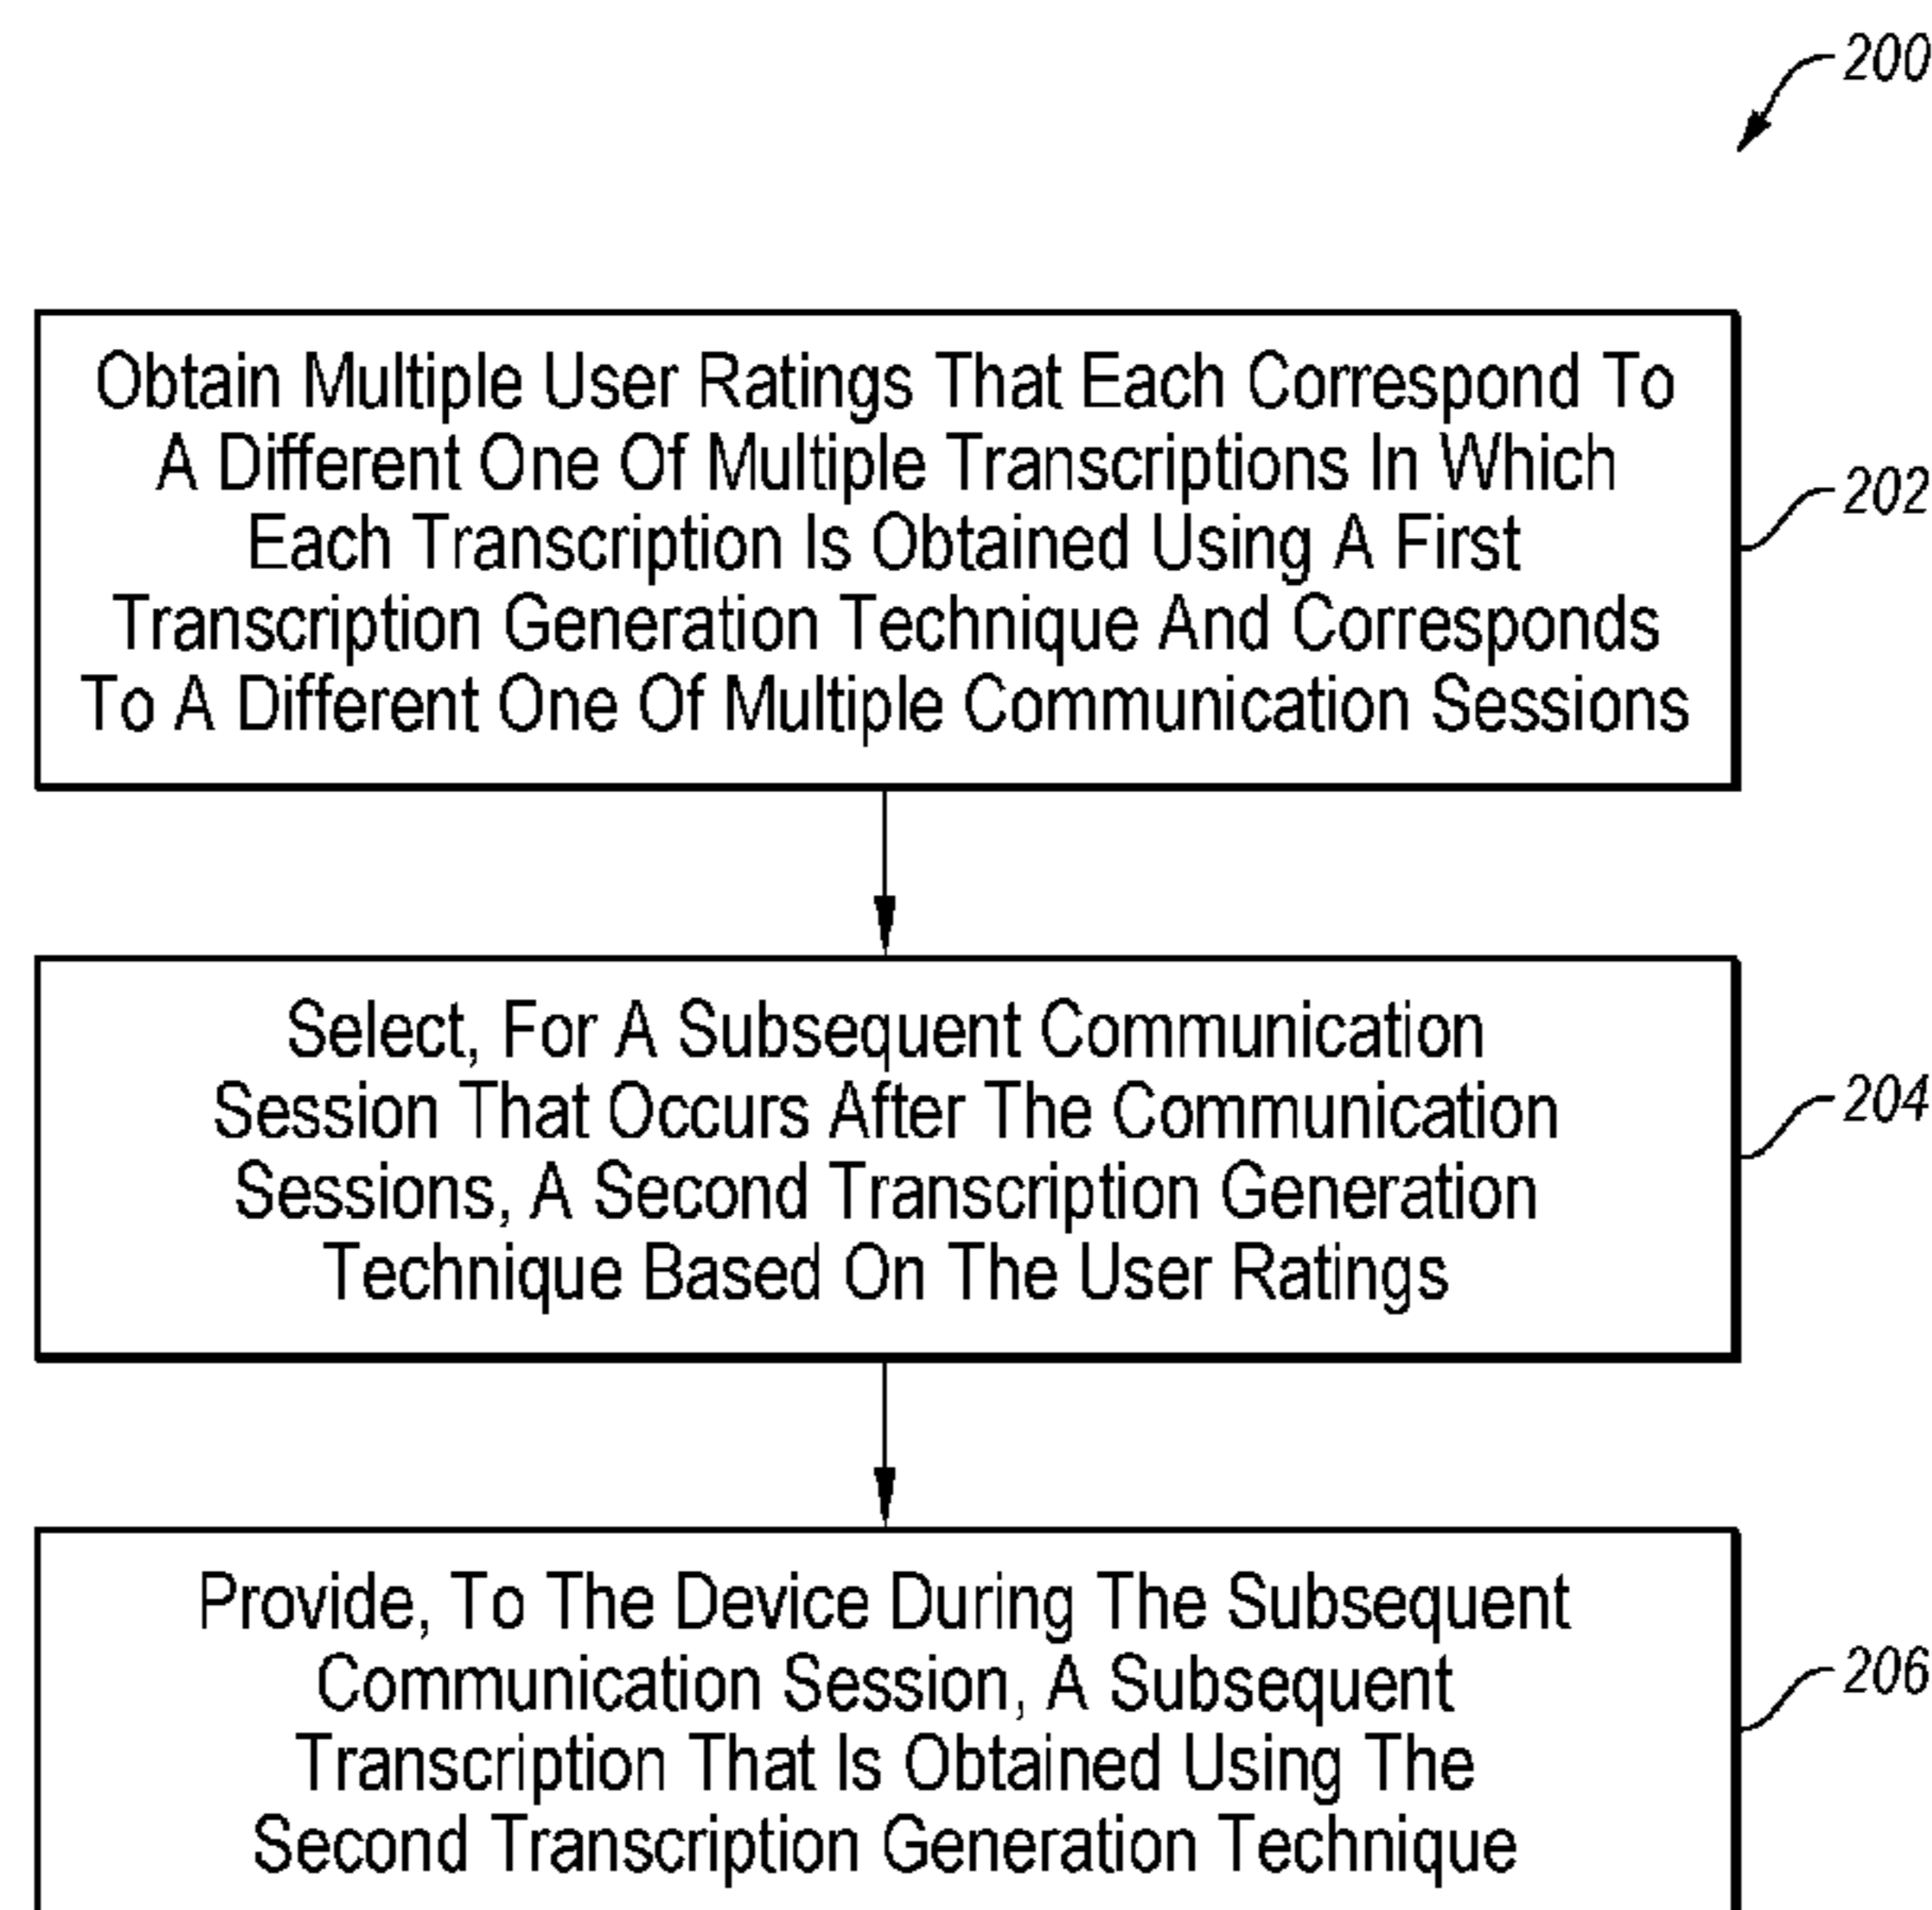 200
Obtain Multiple User Ratings That Each Correspond To
A Different One Of Multiple Transcriptions In Which
Each Transcription Is Obtained Using A First
Transcription Generation Technique And Corresponds
To A Different One Of Multiple Communication Sessions
202
Select, For A Subsequent Communication
Session That Occurs After The Communication
Sessions, A Second Transcription Generation
Technique Based On The User Ratings
204
Provide, To The Device During The Subsequent
Communication Session, A Subsequent
Transcription That Is Obtained Using The
Second Transcription Generation Technique
206